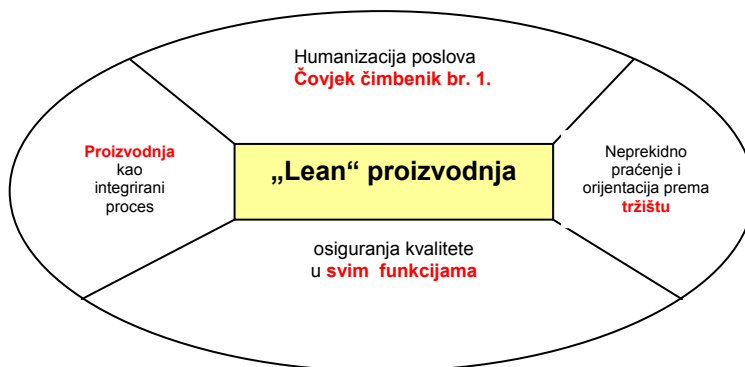 Humanizacija poslova
Čovjek čimbenik br. 1.
Proizvodnja
kao
integrirani
proces
„Lean“ proizvodnja
Neprekidno
praćenje i
orijentacija prema
tržištu
osiguranja kvalitete
u svim funkcijama